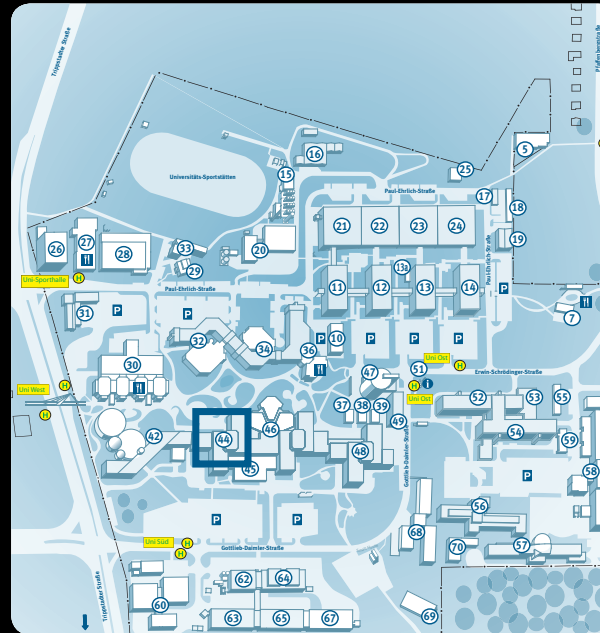 Trippstadter Straße
Pfaffenbergstraße
5
16
25
15
Universitäts-Sportstätten
Paul-Ehrlich-Straße
17
18
21
22
23
24
19
26
27
28
33
20
Paul-Ehrlich-Straße
29
13a
Uni-Sporthalle
H
11
12
13
14
P
Paul-Ehrlich-Straße
31
P
P
7
32
34
36
P
10
P
P
P
30
47
51
Uni Ost
H
Erwin-Schrödinger-Straße
Uni West
H
H
H
i
Uni Ost
37
38
39
52
53
55
49
42
44
46
54
59
45
48
Gottlieb-Daimler-Straße
P
58
P
P
56
68
Uni Süd
H
H
Gottlieb-Daimler-Straße
70
57
62
64
60
Trippstadter Straße
63
65
67
69